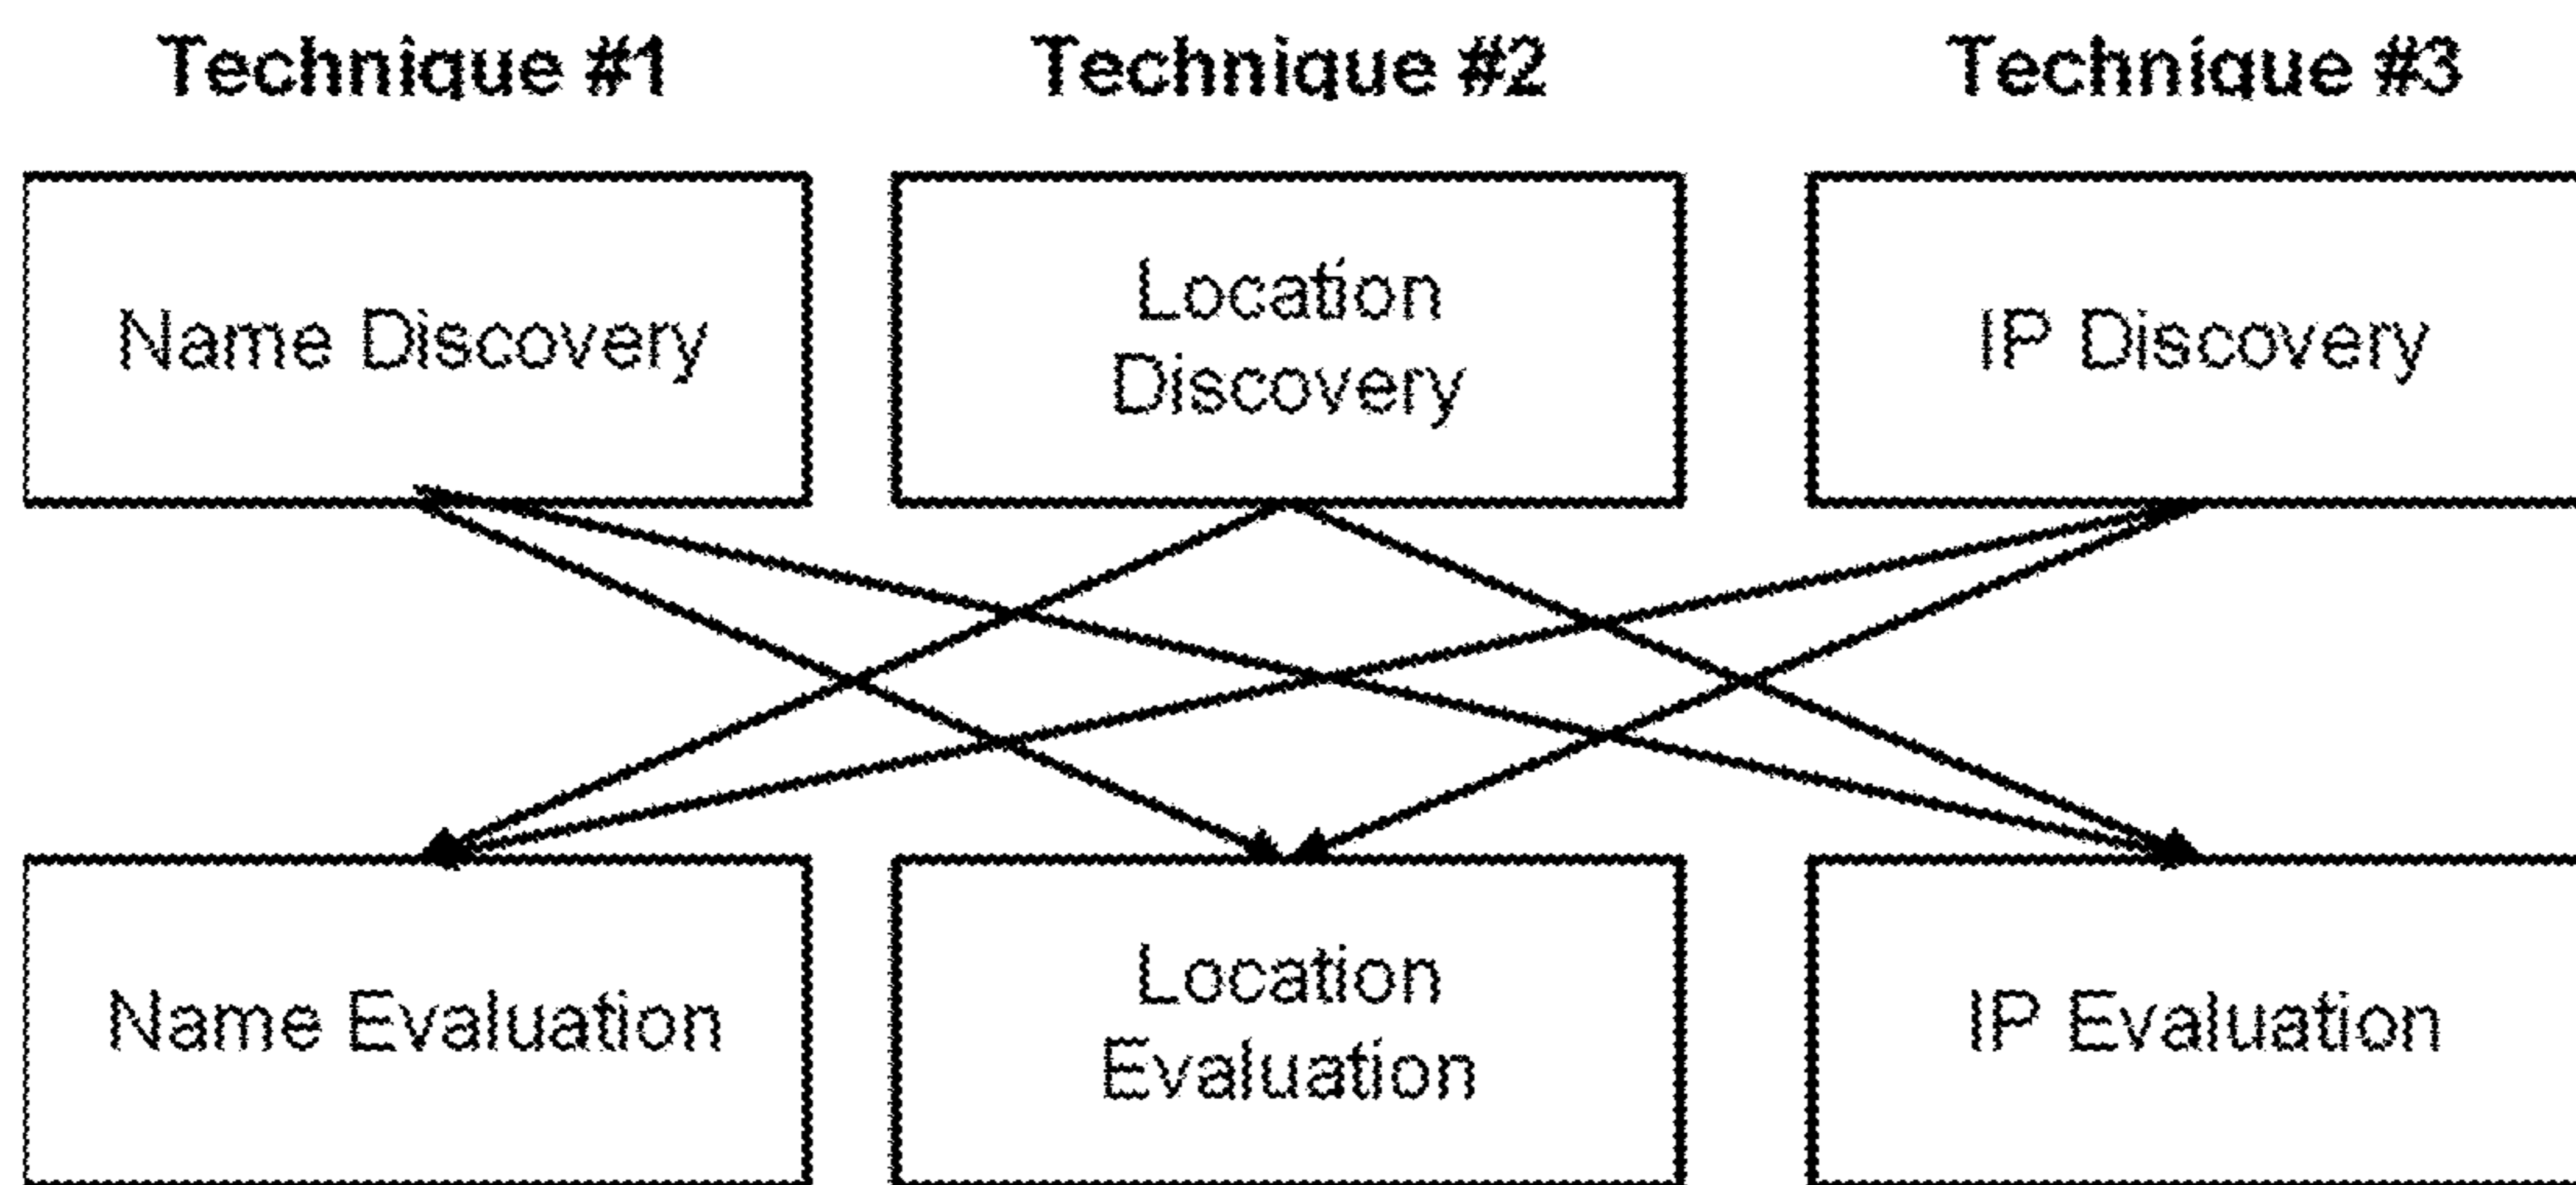 Technique #1
Technique #2
Technique #3
Name Discovery
Location
Discovery
IP Discovery
Name Evaluation
Location
Evaluation
IP Evaluation